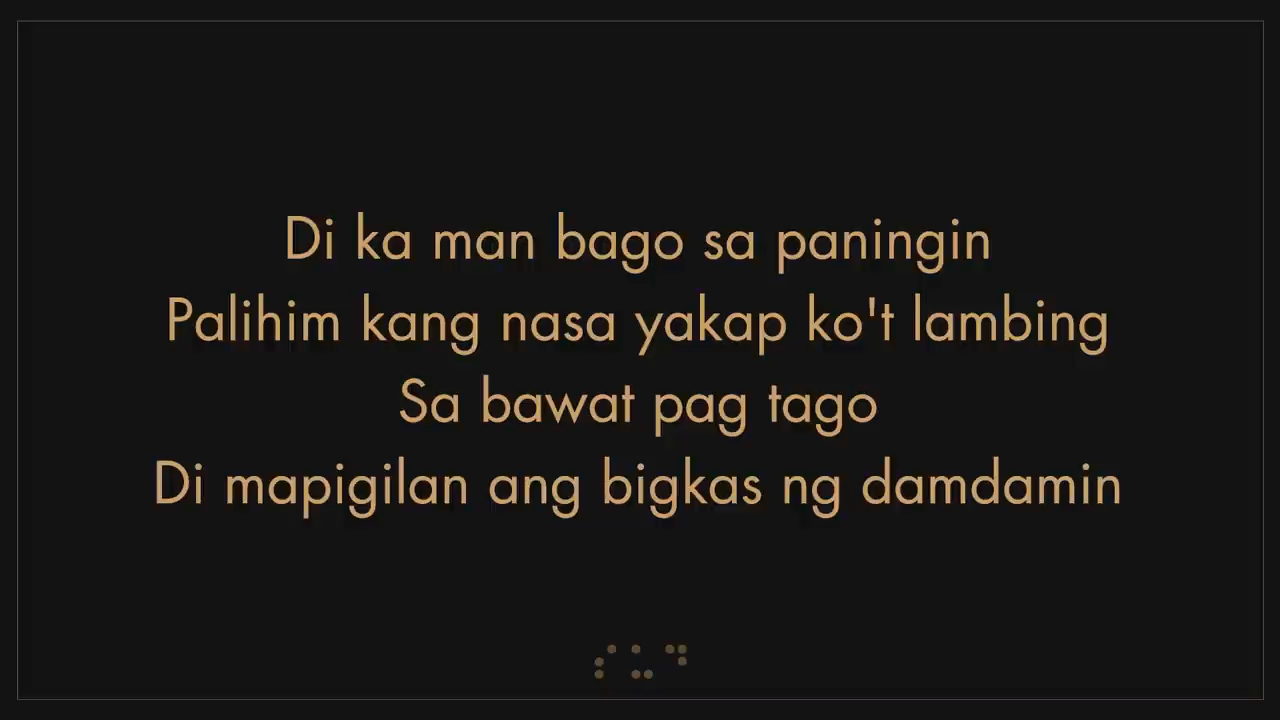 Di ka man bago sa paningin
Palihim kang nasa yakap ko't lambing
Sa bawat pag tago
Di mapigilan ang bigkas ng damdamin